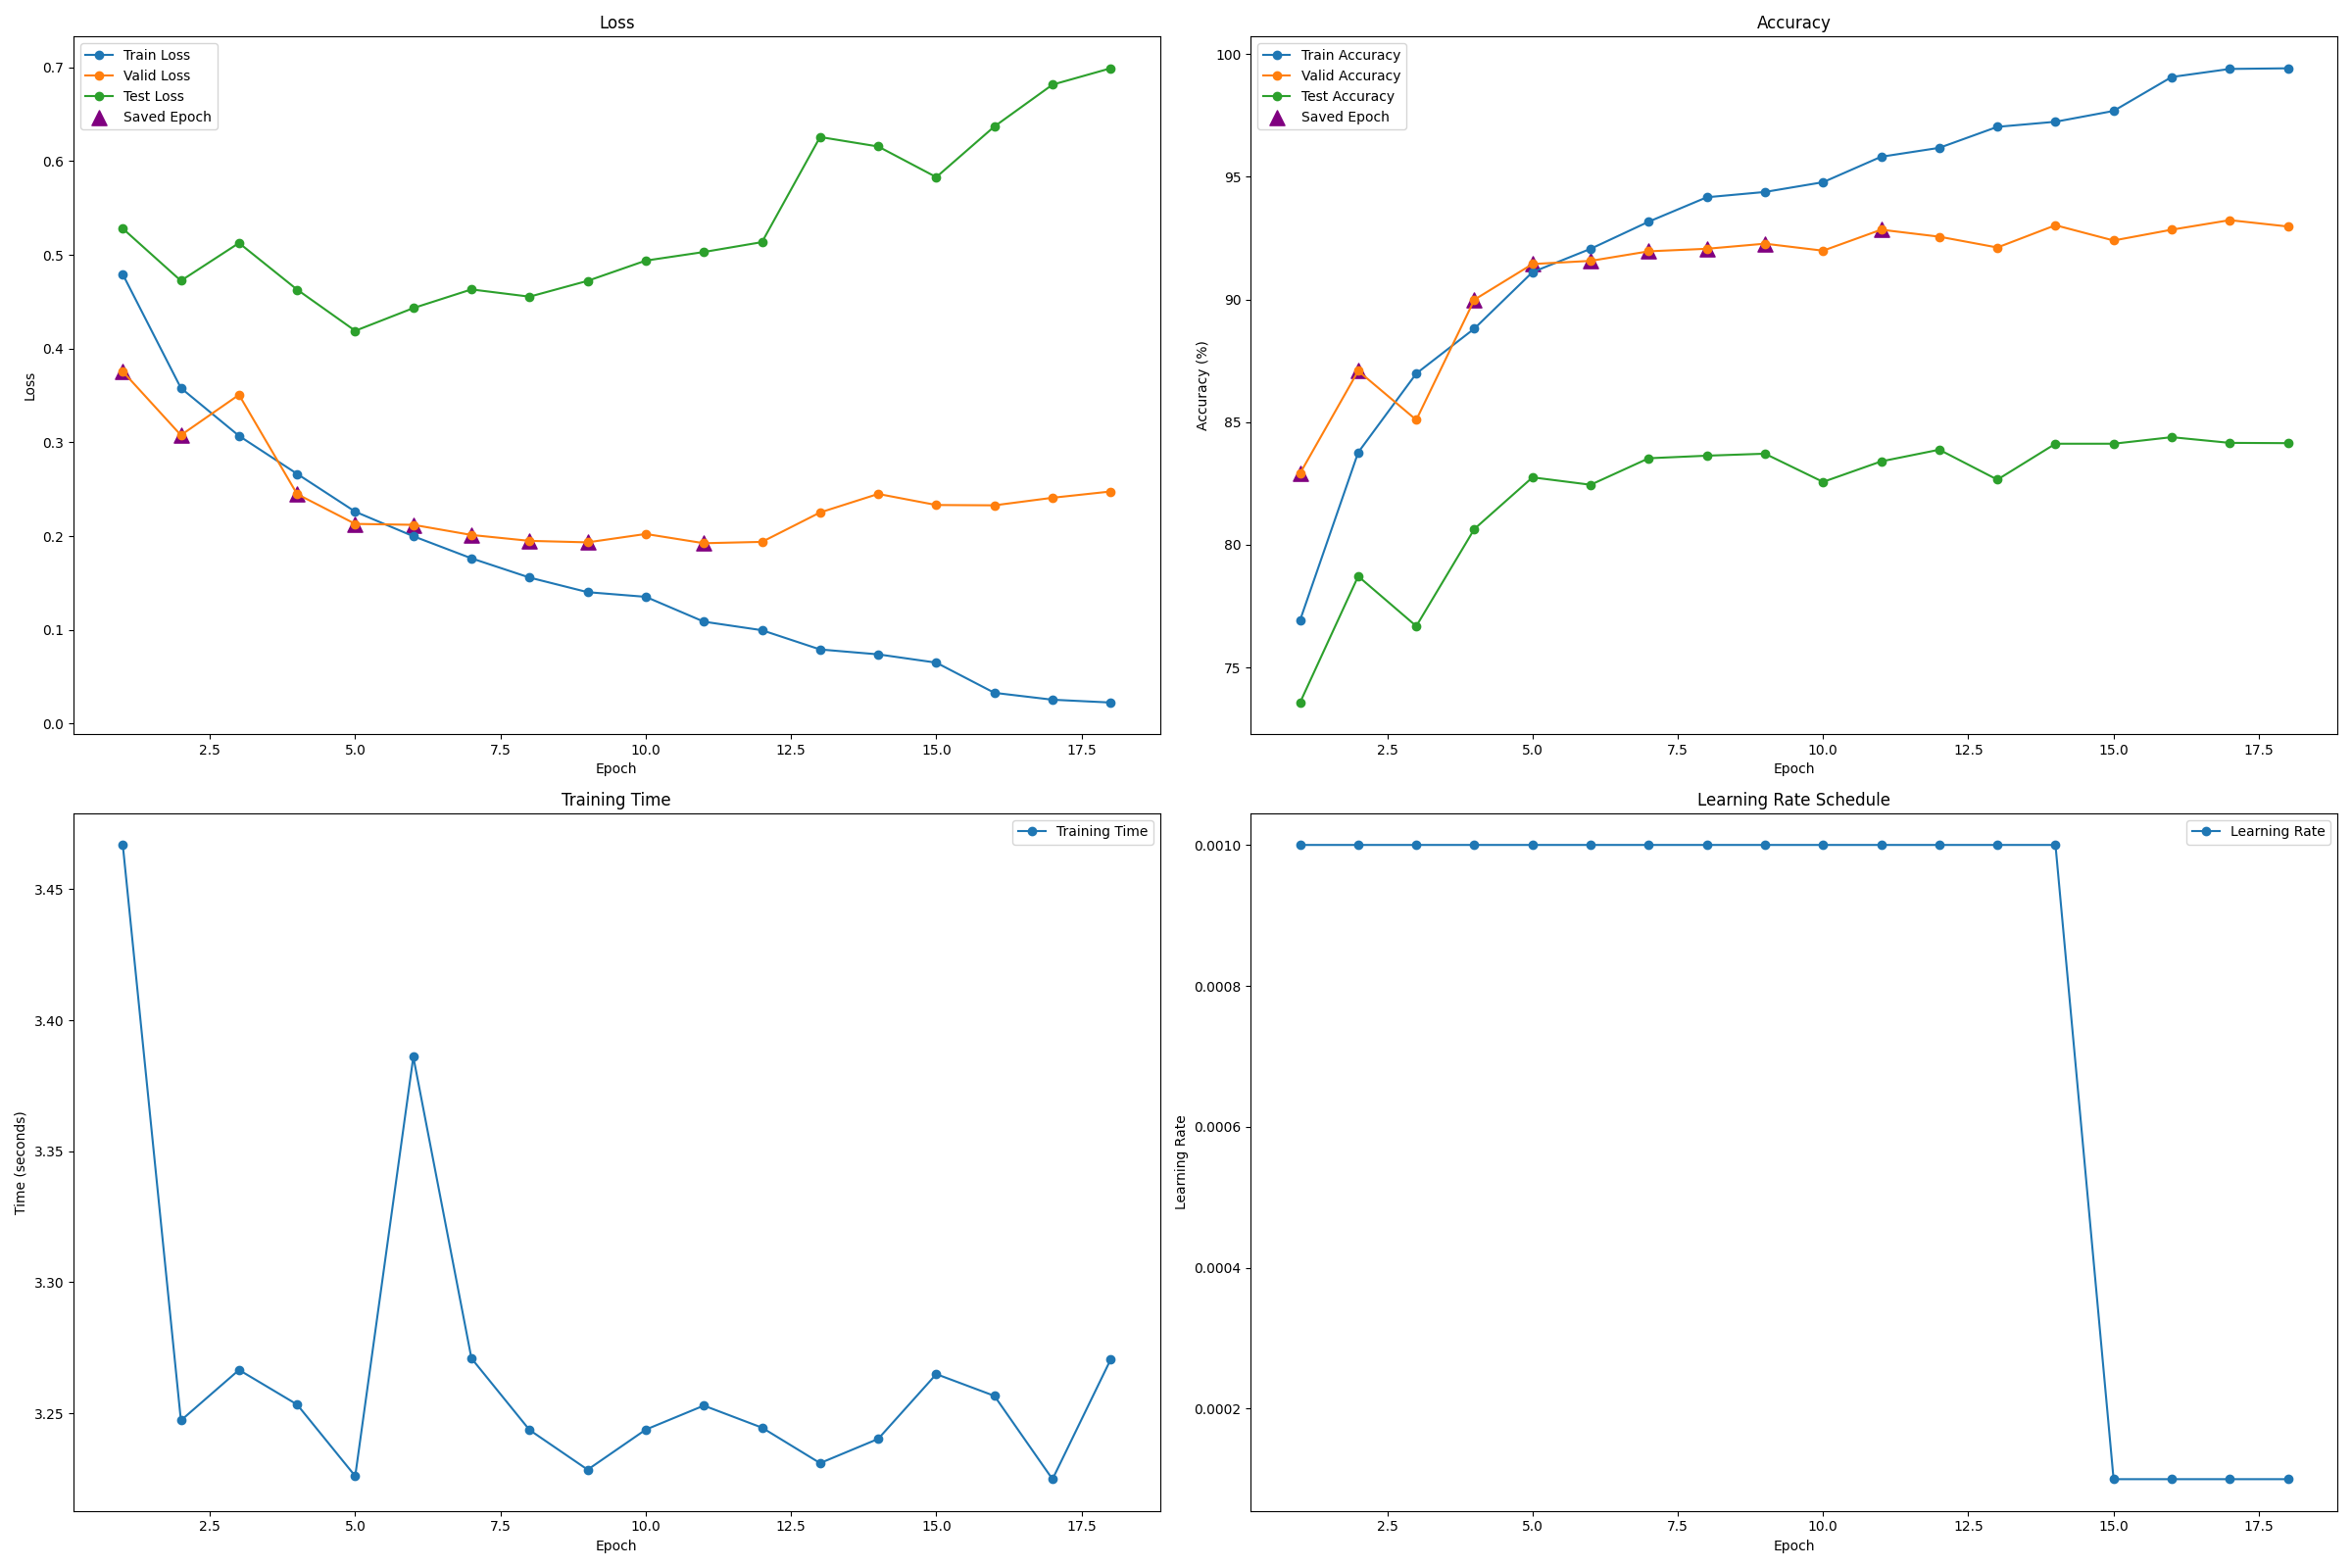 Loss
Train Loss
Valid Loss
Test Loss
Saved Epoch
0.7
0.6
0.5
0.4
0.3
0.2
0.1
0.0
Loss
2.5 5.0 7.5 10.0 12.5 15.0 17.5
Epoch
Accuracy
Train Accuracy
Valid Accuracy
Test Accuracy
Saved Epoch
100
95
90
85
80
75
Accuracy (%)
2.5 5.0 7.5 10.0 12.5 15.0 17.5
Epoch
Training Time
Training Time
3.45
3.40
3.35
3.30
3.25
Time (seconds)
2.5 5.0 7.5 10.0 12.5 15.0 17.5
Epoch
Learning Rate Schedule
Learning Rate
0.0010
0.0008
0.0006
0.0004
0.0002
Learning Rate
2.5 5.0 7.5 10.0 12.5 15.0 17.5
Epoch